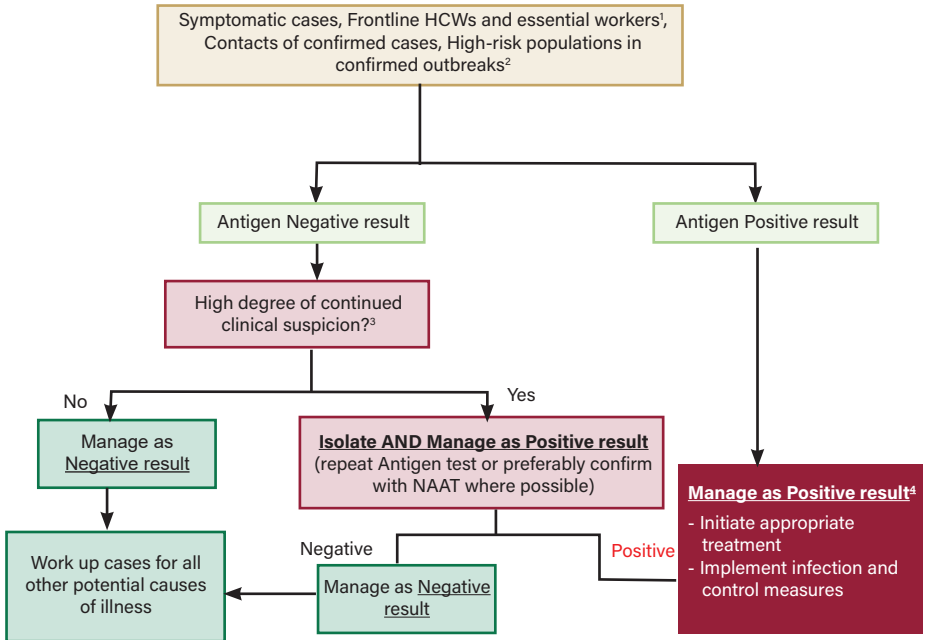 Symptomatic cases, Frontline HCWs and essential workers¹,
Contacts of confirmed cases, High-risk populations in
confirmed outbreaks²
Antigen Negative result
Antigen Positive result
High degree of continued
clinical suspicion?³
No
Yes
Manage as
Negative result
Isolate AND Manage as Positive result
(repeat Antigen test or preferably confirm
with NAAT where possible)
Manage as Positive result⁴
- Initiate appropriate
treatment
- Implement infection and
control measures
Work up cases for all
other potential causes
of illness
Negative
Positive
Manage as Negative
result